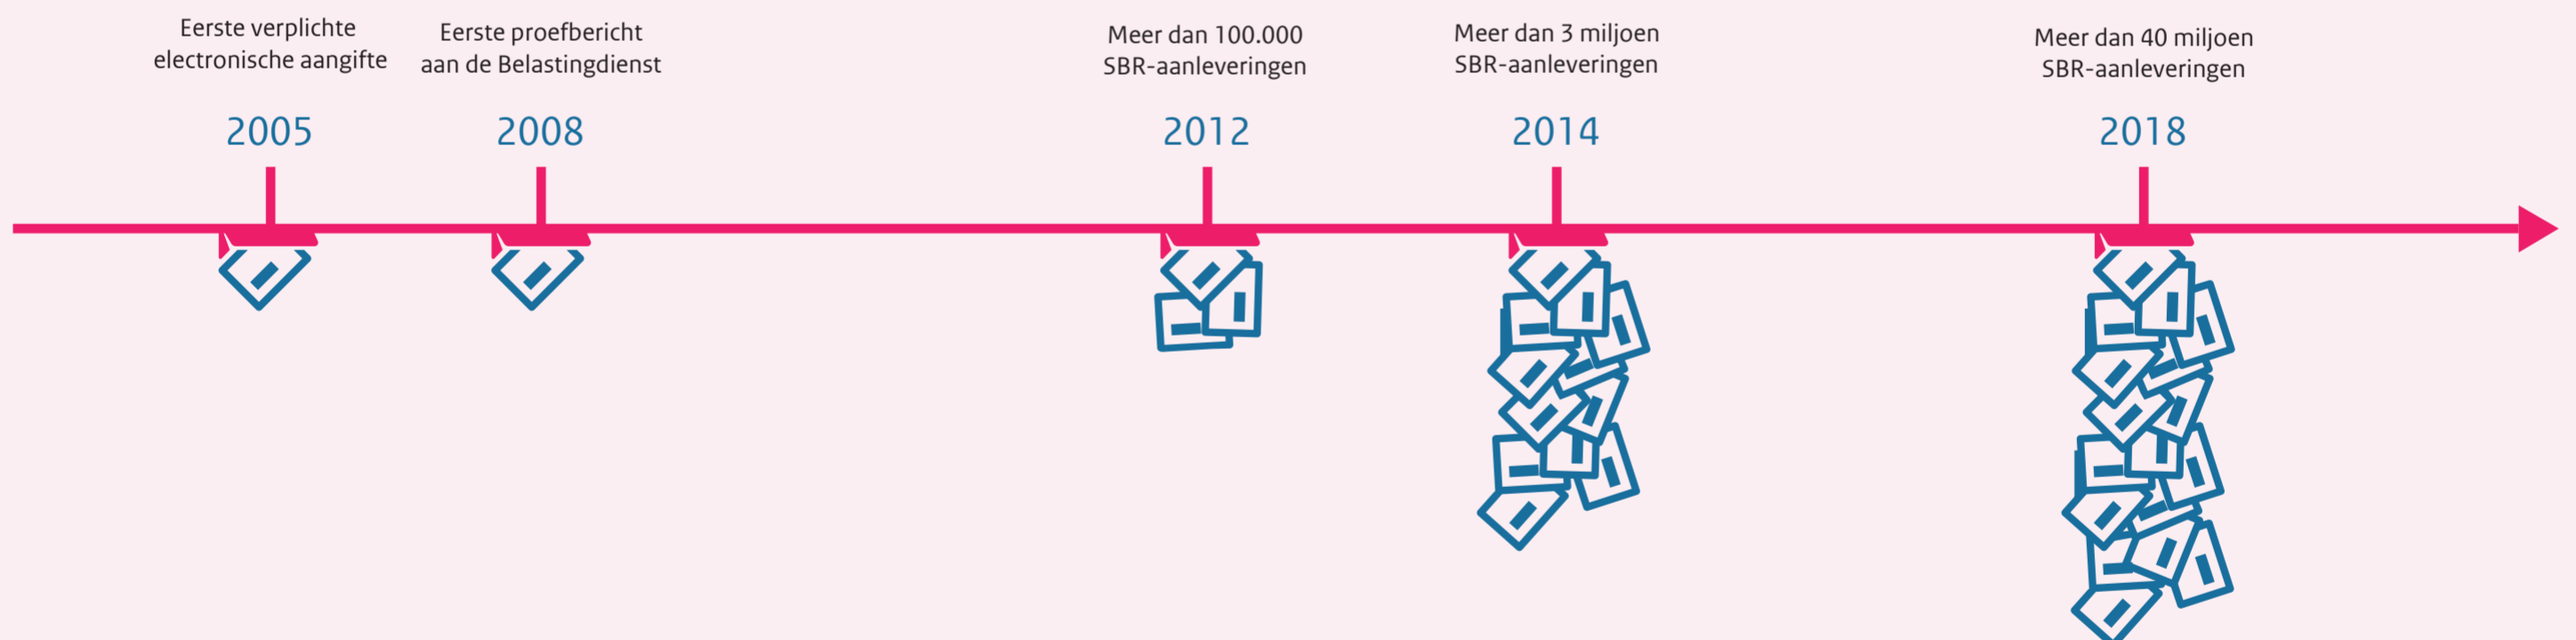 Eerste verplichte
electronische aangifte
2005
Eerste proefbericht
aan de Belastingdienst
2008
Meer dan 100.000
SBR-aanleveringen
2012
Meer dan 3 miljoen
SBR-aanleveringen
2014
Meer dan 40 miljoen
SBR-aanleveringen
2018